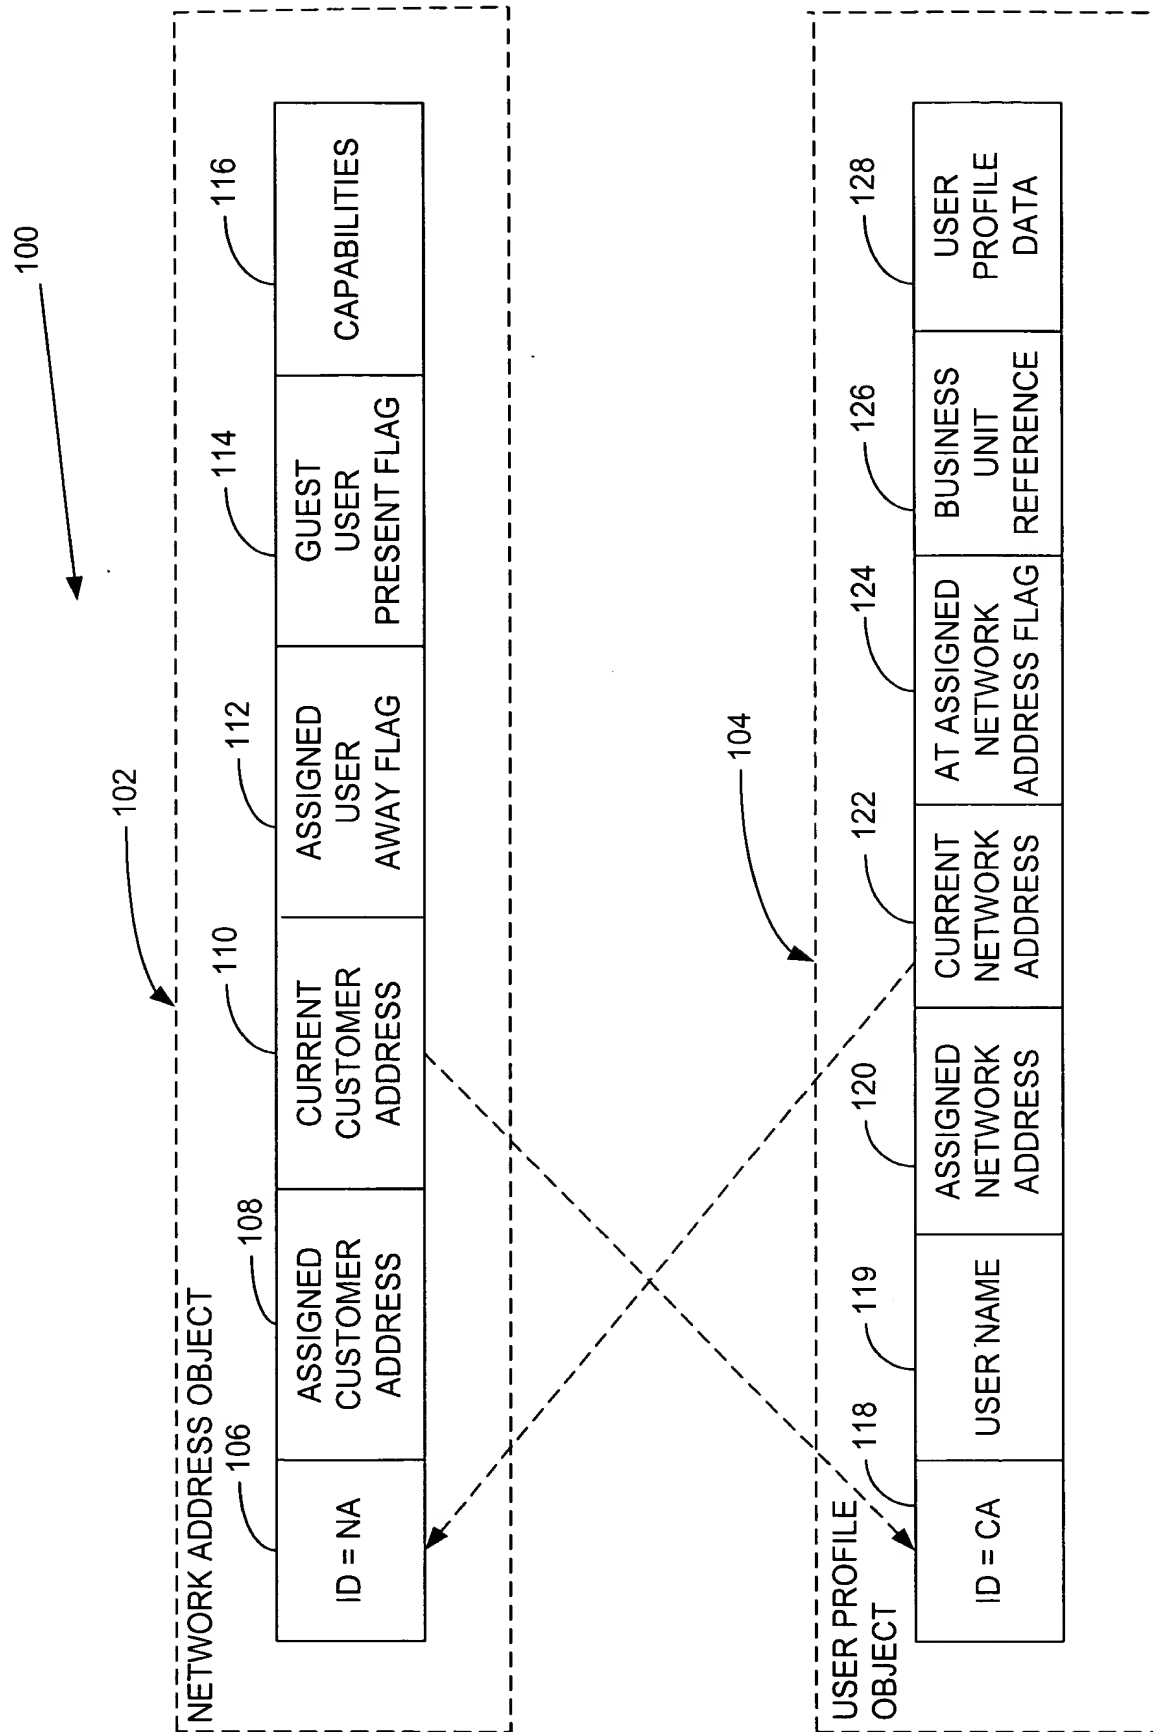 100
102
NETWORK ADDRESS OBJECT
106
108
110
112
114
116
ID = NA
ASSIGNED
CUSTOMER
ADDRESS
CURRENT
CUSTOMER
ADDRESS
ASSIGNED
USER
AWAY FLAG
GUEST
USER
PRESENT FLAG
CAPABILITIES
104
USER PROFILE
OBJECT
118
119
120
122
124
126
128
ID = CA
USER NAME
ASSIGNED
NETWORK
ADDRESS
CURRENT
NETWORK
ADDRESS
AT ASSIGNED
NETWORK
ADDRESS FLAG
BUSINESS
UNIT
REFERENCE
USER
PROFILE
DATA